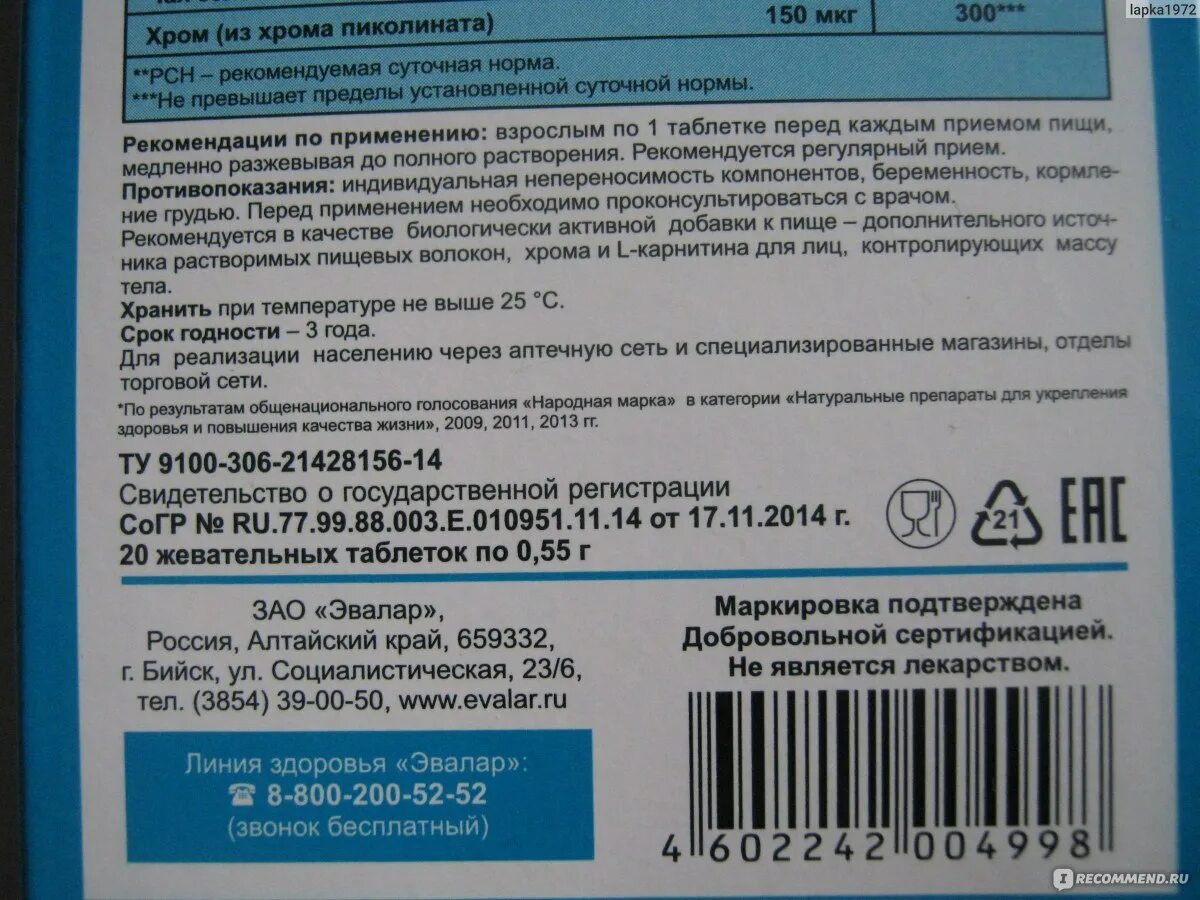 lapka1972
Хром (из хрома пиколината) 150 мкг 300***
**РСН – рекомендуемая суточная норма.
***Не превышает пределы установленной суточной нормы.
Рекомендации по применению: взрослым по 1 таблетке перед каждым приемом пищи,
медленно разжевывая до полного растворения. Рекомендуется регулярный прием.
Противопоказания: индивидуальная непереносимость компонентов, беременность, кормле-
ние грудью. Перед применением необходимо проконсультироваться с врачом.
Рекомендуется в качестве биологически активной добавки к пище – дополнительного источ-
ника растворимых пищевых волокон, хрома и L-карнитина для лиц, контролирующих массу
тела.
Хранить при температуре не выше 25 °С.
Срок годности – 3 года.
Для реализации населению через аптечную сеть и специализированные магазины, отделы
торговой сети.
*По результатам общенационального голосования «Народная марка» в категории «Натуральные препараты для укрепления
здоровья и повышения качества жизни», 2009, 2011, 2013 гг.
ТУ 9100-306-21428156-14
Свидетельство о государственной регистрации
СоГР № RU.77.99.88.003.Е.010951.11.14 от 17.11.2014 г.
20 жевательных таблеток по 0,55 г
21
EAC
ЗАО «Эвалар»,
Россия, Алтайский край, 659332,
г. Бийск, ул. Социалистическая, 23/6,
тел. (3854) 39-00-50, www.evalar.ru
Линия здоровья «Эвалар»:
☎ 8-800-200-52-52
(звонок бесплатный)
Маркировка подтверждена
Добровольной сертификацией.
Не является лекарством.
4 602242 004998
IRECOMMEND.RU